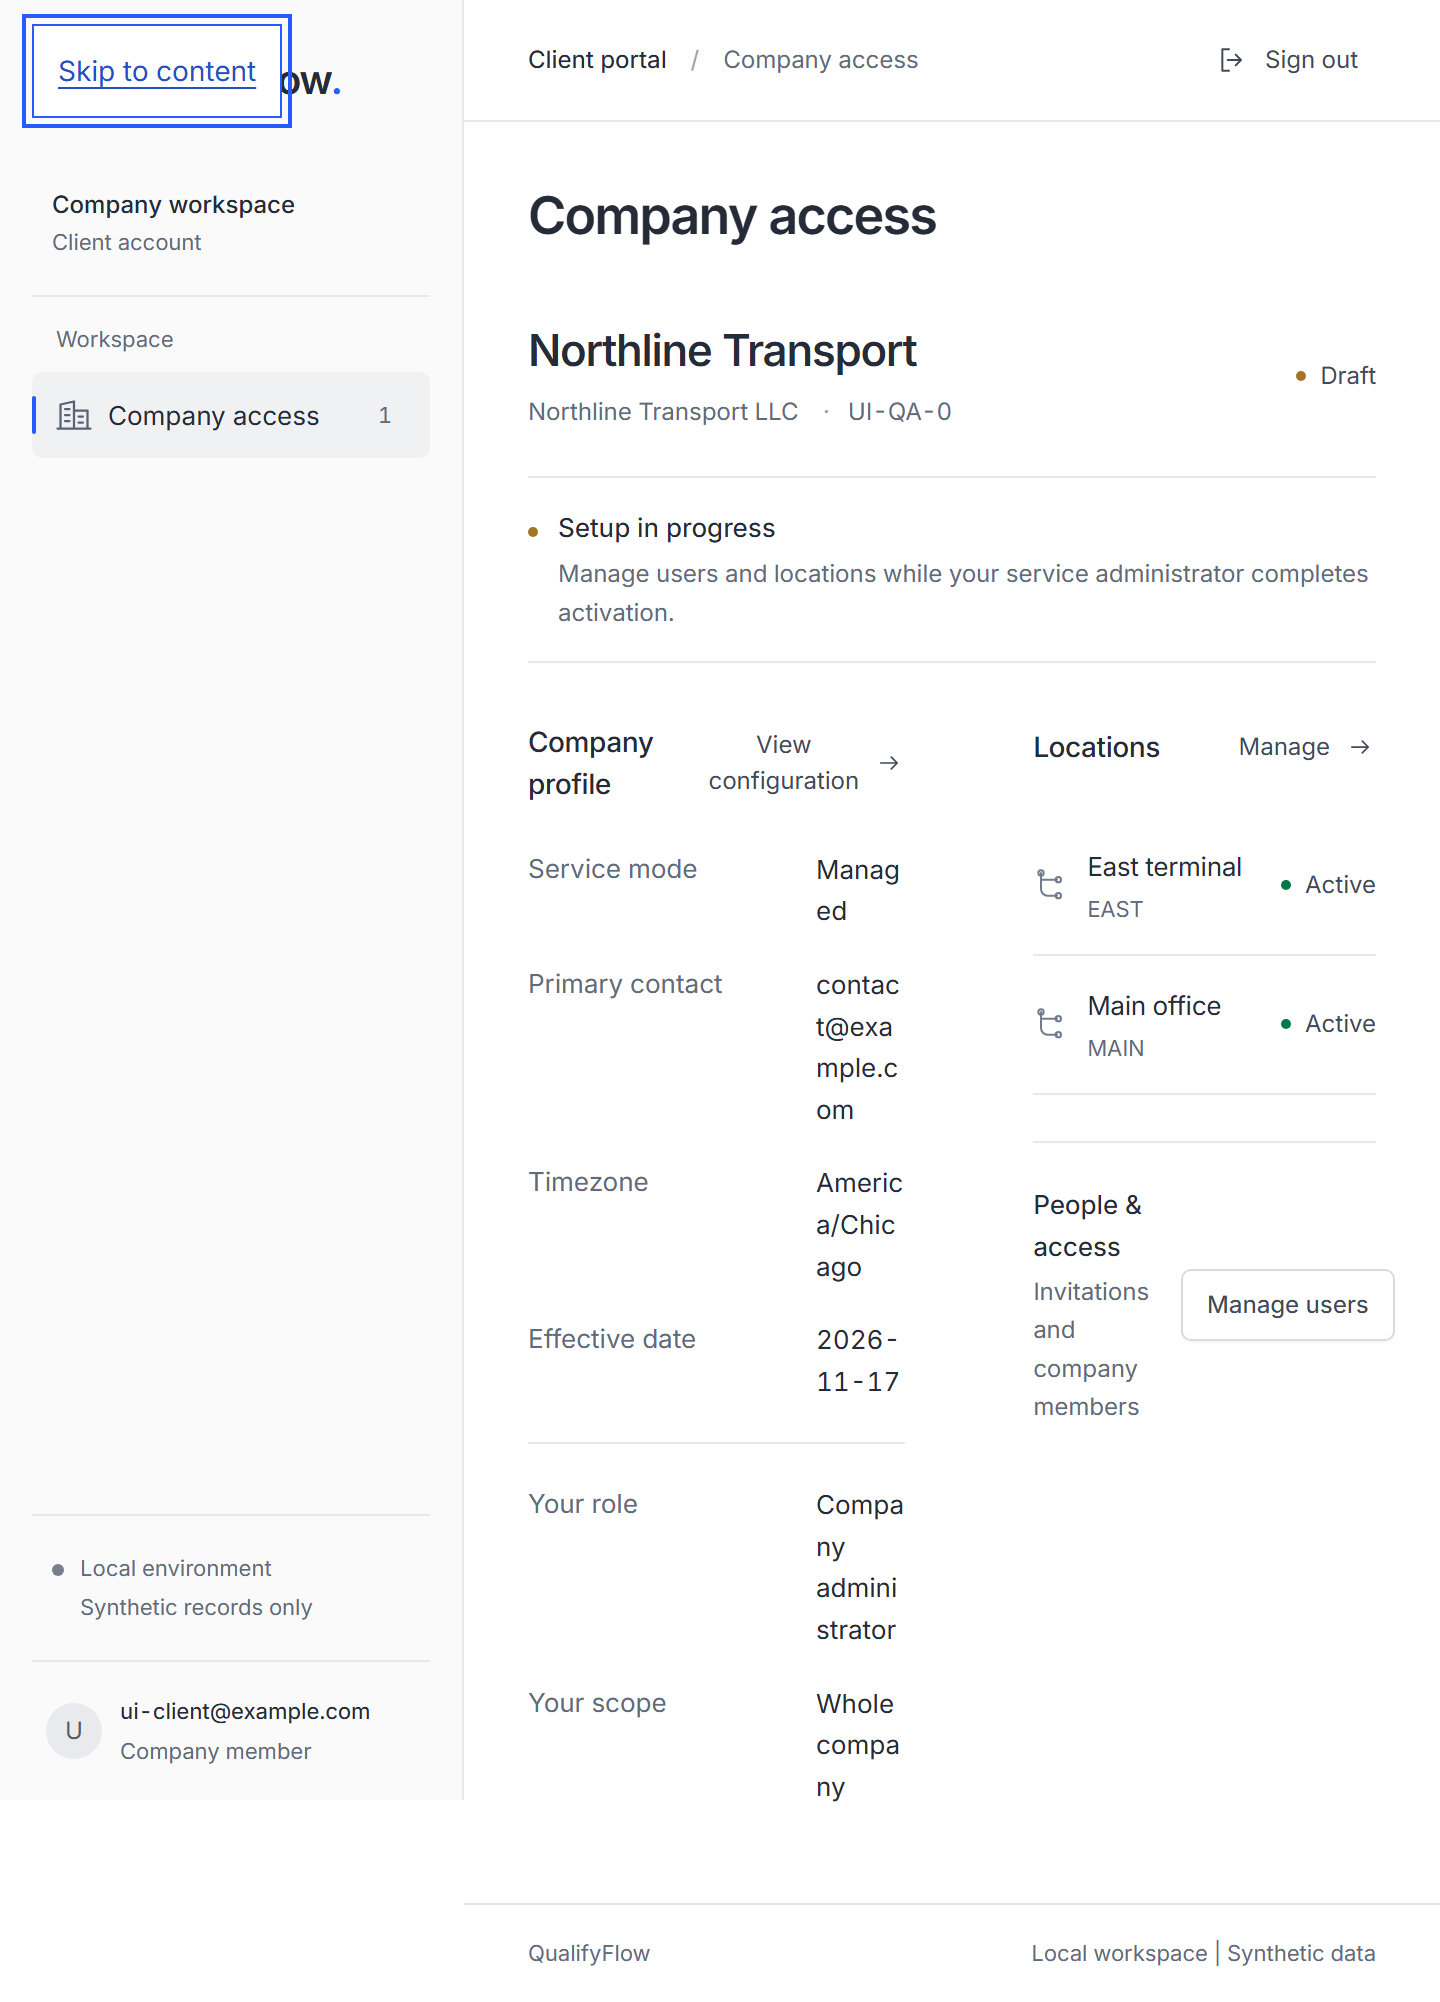 Skip to content
ow.
Company workspace
Client account
Workspace
Company access 1
Local environment
Synthetic records only
U
ui-client@example.com
Company member
Client portal / Company access
Sign out
Company access
Northline Transport
Northline Transport LLC · UI-QA-0
Draft
Setup in progress
Manage users and locations while your service administrator completes
activation.
Company
profile
View
configuration
Service mode
Manag
ed
Primary contact
contac
t@exa
mple.c
om
Timezone
Americ
a/Chic
ago
Effective date
2026-
11-17
Your role
Compa
ny
admini
strator
Your scope
Whole
compa
ny
Locations
Manage
East terminal
EAST
Active
Main office
MAIN
Active
People &
access
Invitations
and
company
members
Manage users
QualifyFlow
Local workspace | Synthetic data